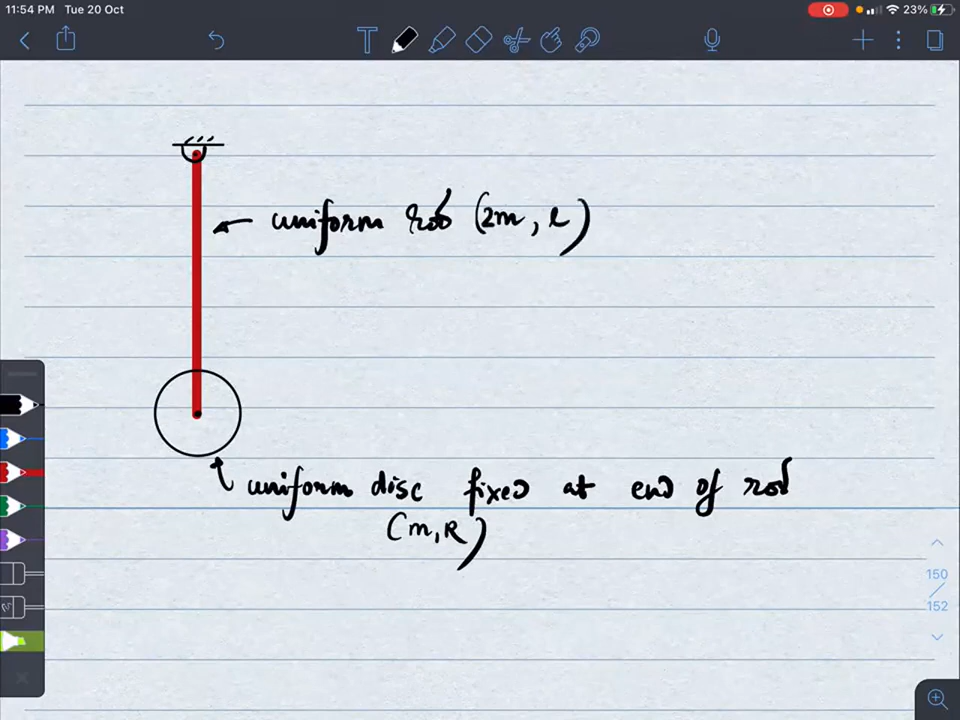 11:54 PM Tue 20 Oct 23%
T
uniform rod (2m, l)
uniform disc fixed at end of rod
(m, R)
150
152